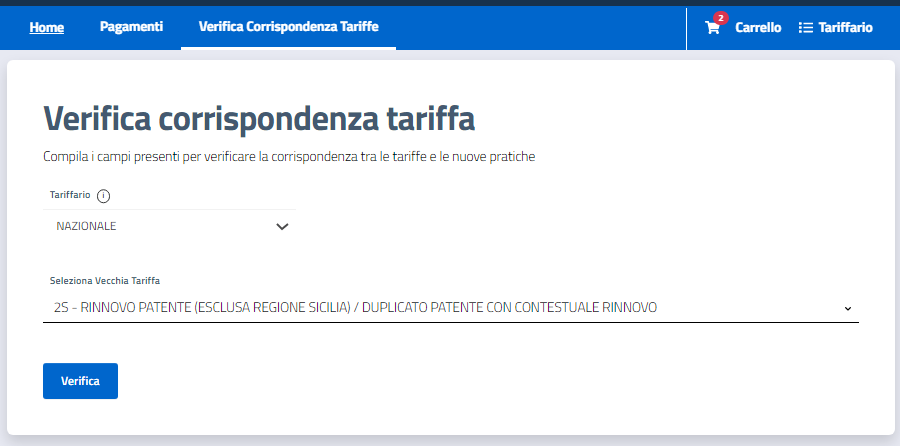 Home Pagamenti Verifica Corrispondenza Tariffe 2 Carrello Tariffario
Verifica corrispondenza tariffa
Compila i campi presenti per verificare la corrispondenza tra le tariffe e le nuove pratiche
Tariffario i
NAZIONALE
Seleziona Vecchia Tariffa
2S - RINNOVO PATENTE (ESCLUSA REGIONE SICILIA) / DUPLICATO PATENTE CON CONTESTUALE RINNOVO
Verifica